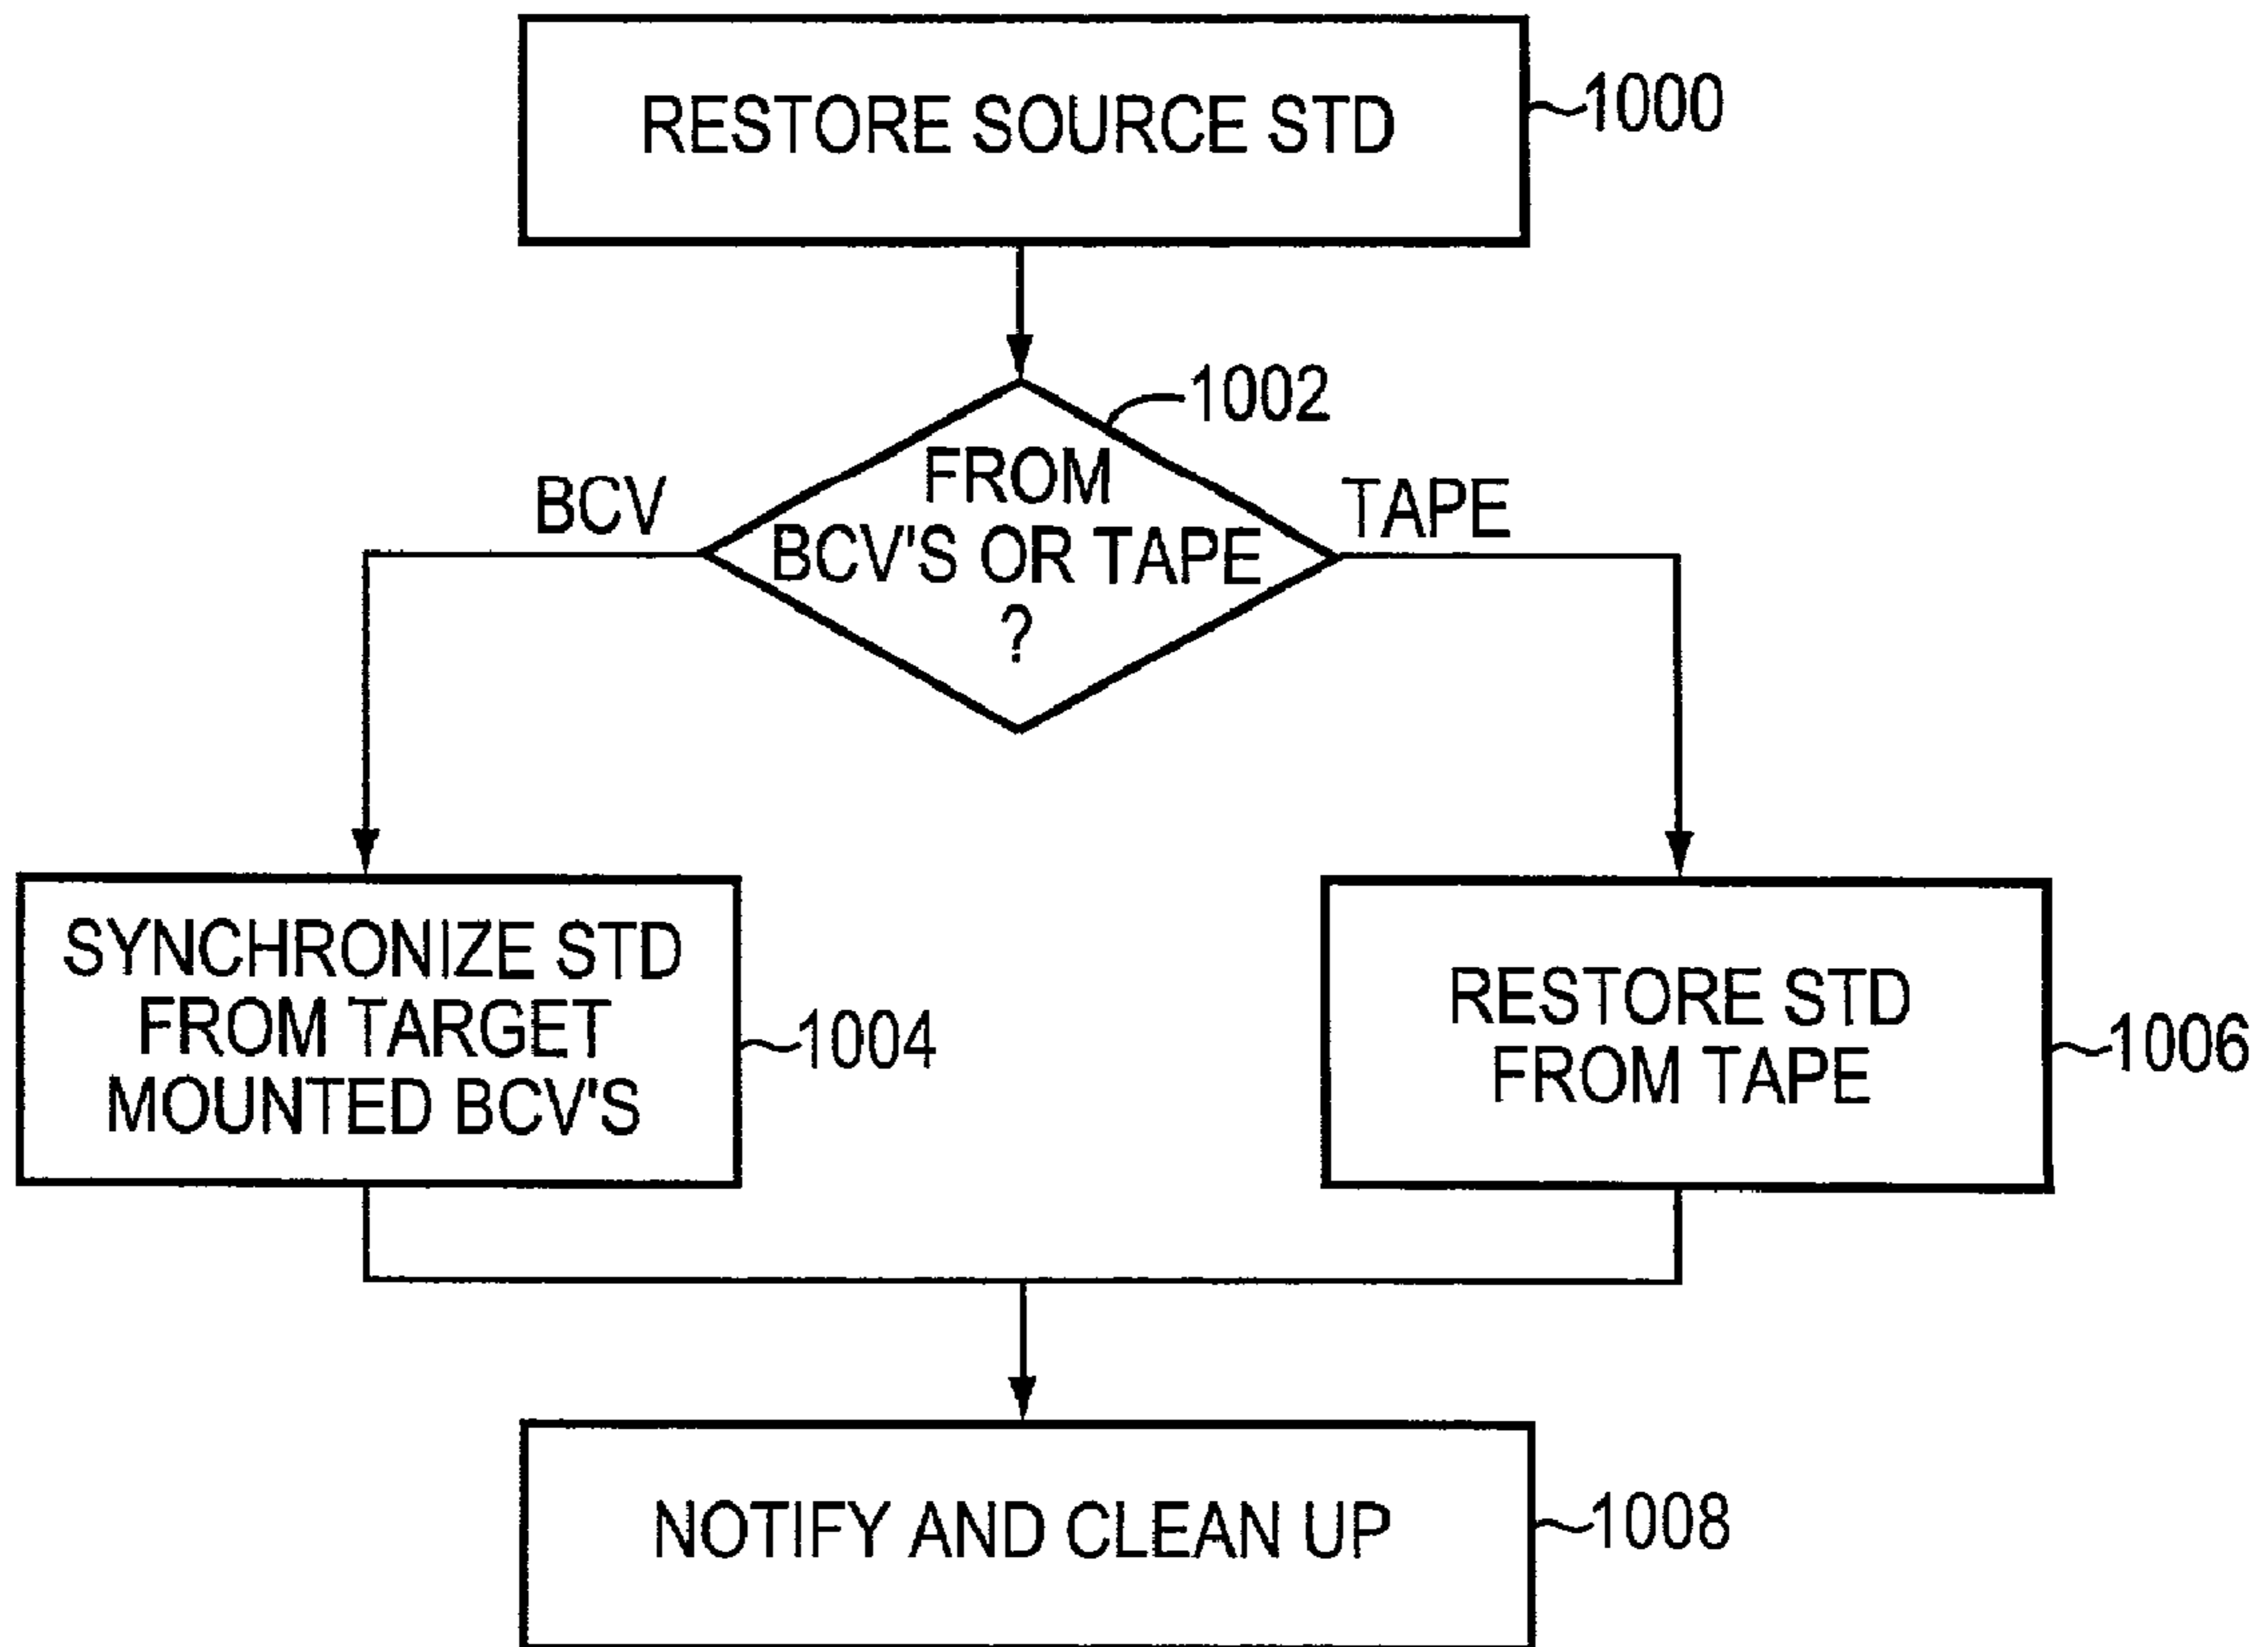 RESTORE SOURCE STD
1000
1002
FROM
BCV'S OR TAPE
?
BCV
TAPE
SYNCHRONIZE STD
FROM TARGET
MOUNTED BCV'S
1004
RESTORE STD
FROM TAPE
1006
NOTIFY AND CLEAN UP
1008